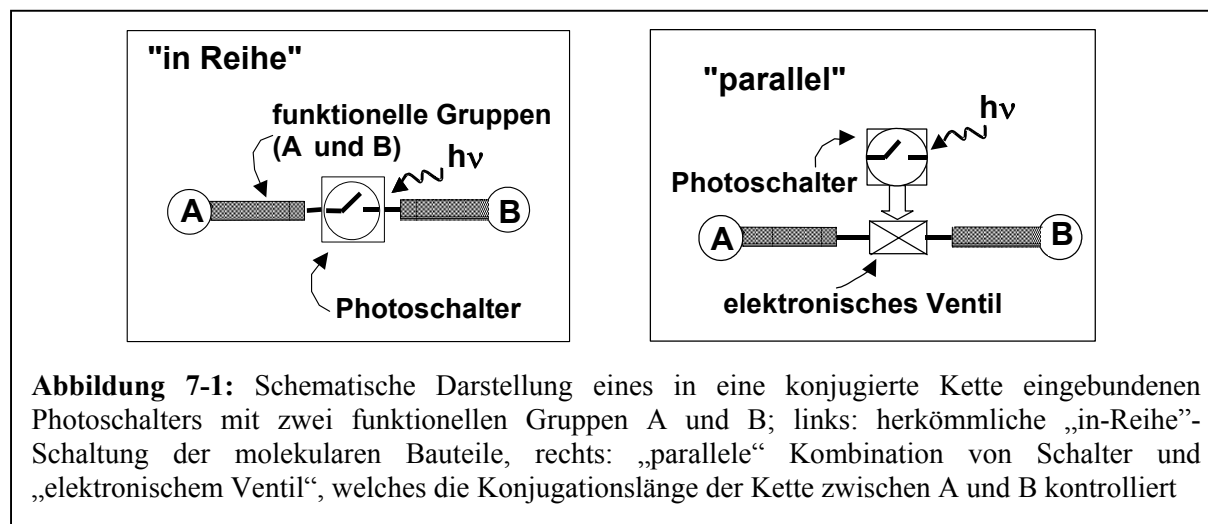 "in Reihe"
funktionelle Gruppen
(A und B)
hν
A
B
Photoschalter
"parallel"
hν
Photoschalter
A
B
elektronisches Ventil
Abbildung 7-1: Schematische Darstellung eines in eine konjugierte Kette eingebundenen
Photoschalters mit zwei funktionellen Gruppen A und B; links: herkömmliche „in-Reihe"-
Schaltung der molekularen Bauteile, rechts: „parallele“ Kombination von Schalter und
„elektronischem Ventil“, welches die Konjugationslänge der Kette zwischen A und B kontrolliert